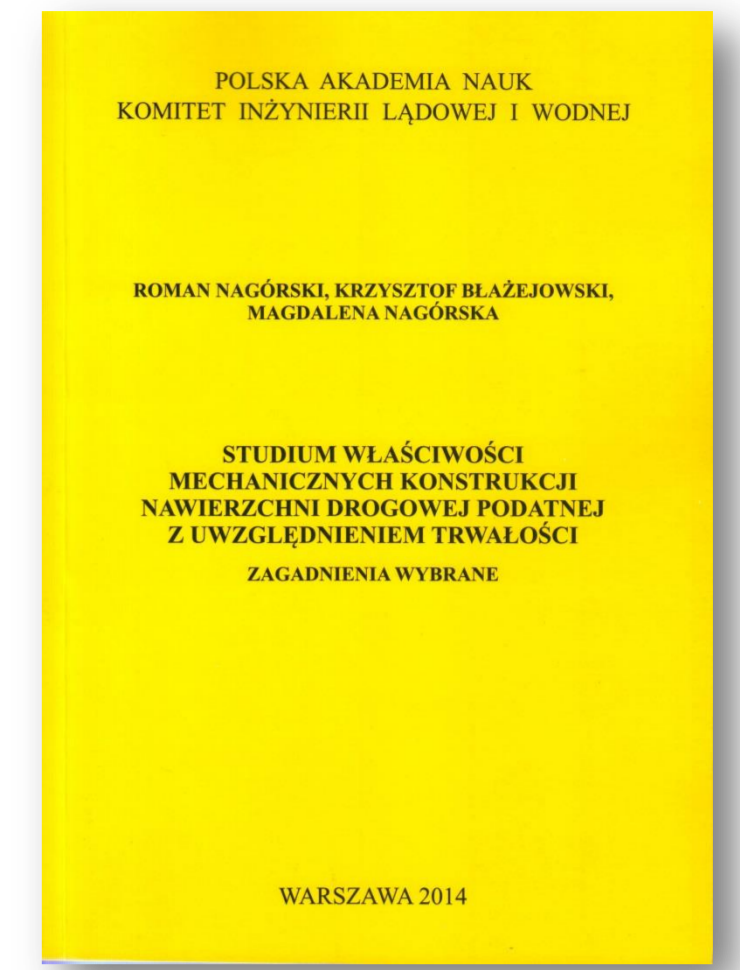 POLSKA AKADEMIA NAUK
KOMITET INŻYNIERII LĄDOWEJ I WODNEJ
ROMAN NAGÓRSKI, KRZYSZTOF BŁAŻEJOWSKI,
MAGDALENA NAGÓRSKA
STUDIUM WŁAŚCIWOŚCI
MECHANICZNYCH KONSTRUKCJI
NAWIERZCHNI DROGOWEJ PODATNEJ
Z UWZGLĘDNIENIEM TRWAŁOŚCI
ZAGADNIENIA WYBRANE
WARSZAWA 2014